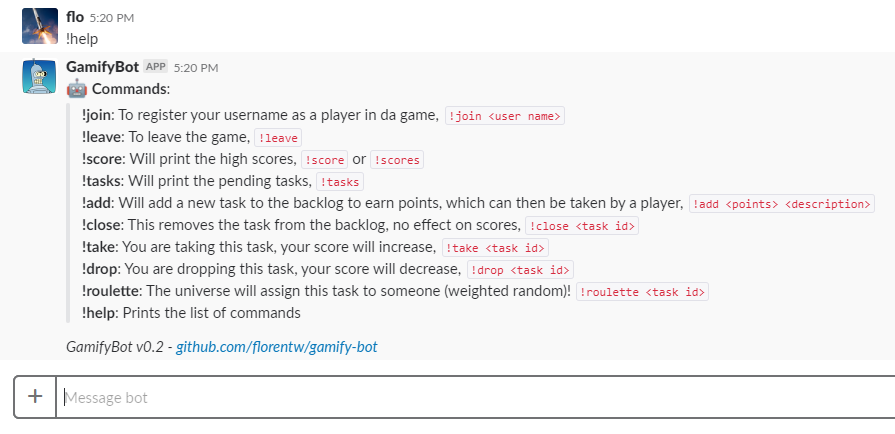 flo 5:20 PM
!help
GamifyBot APP 5:20 PM
🤖 Commands:
!join: To register your username as a player in da game, !join <user name>
!leave: To leave the game, !leave
!score: Will print the high scores, !score or !scores
!tasks: Will print the pending tasks, !tasks
!add: Will add a new task to the backlog to earn points, which can then be taken by a player, !add <points> <description>
!close: This removes the task from the backlog, no effect on scores, !close <task id>
!take: You are taking this task, your score will increase, !take <task id>
!drop: You are dropping this task, your score will decrease, !drop <task id>
!roulette: The universe will assign this task to someone (weighted random)! !roulette <task id>
!help: Prints the list of commands
GamifyBot v0.2 - github.com/florentw/gamify-bot
+ Message bot